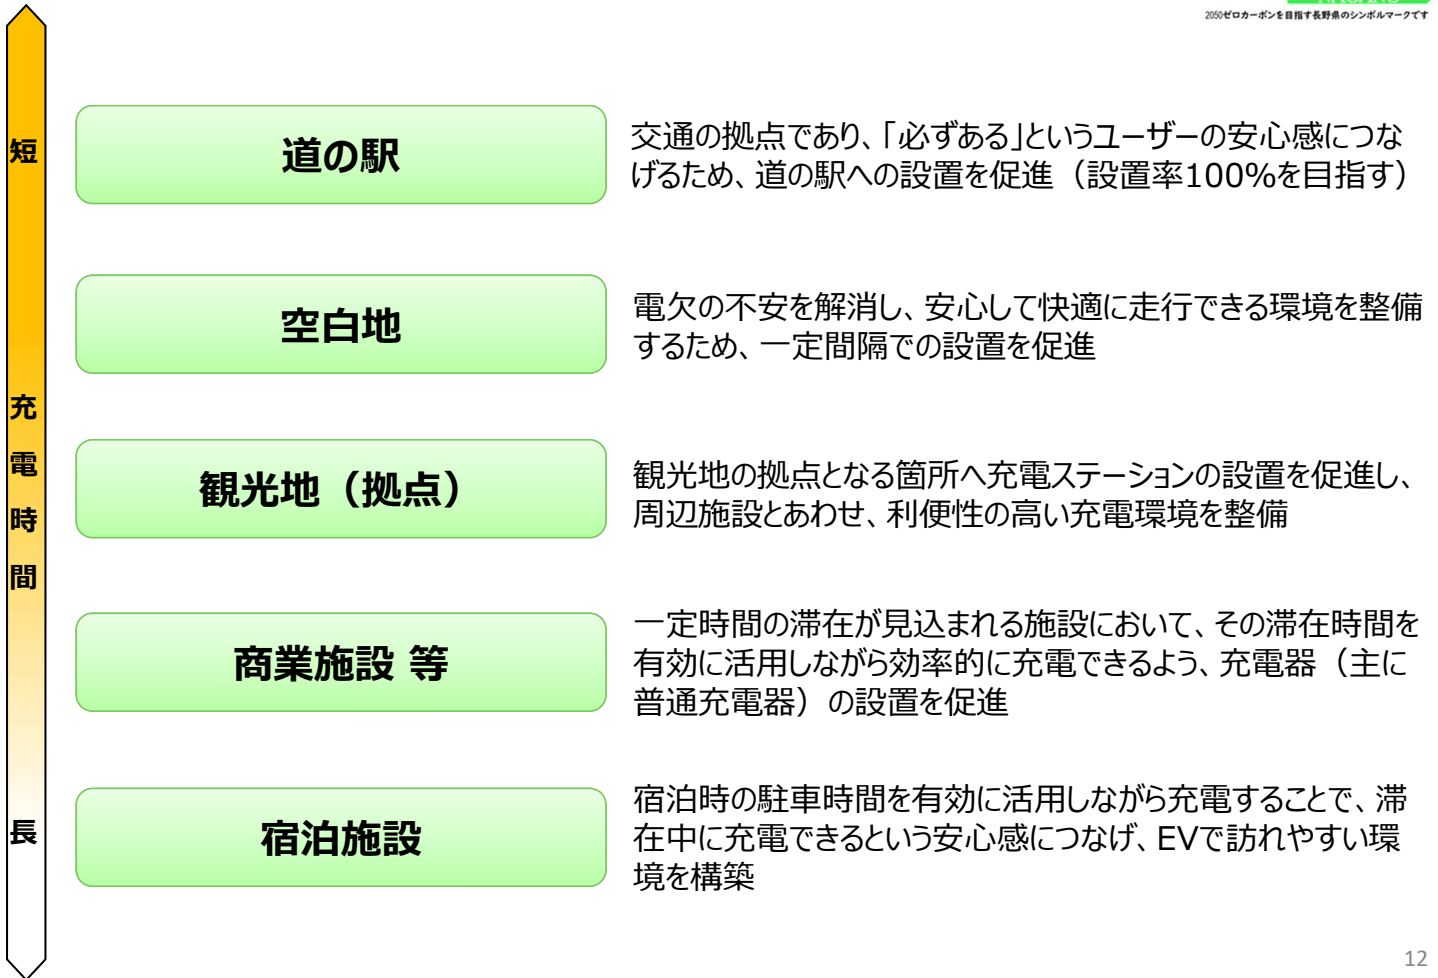 2050ゼロカーボンを目指す長野県のシンボルマークです
短
充
電
時
間
長
道の駅
交通の拠点であり、「必ずある」というユーザーの安心感につな
げるため、道の駅への設置を促進（設置率100%を目指す）
空白地
電欠の不安を解消し、安心して快適に走行できる環境を整備
するため、一定間隔での設置を促進
観光地（拠点）
観光地の拠点となる箇所へ充電ステーションの設置を促進し、
周辺施設とあわせ、利便性の高い充電環境を整備
商業施設 等
一定時間の滞在が見込まれる施設において、その滞在時間を
有効に活用しながら効率的に充電できるよう、充電器（主に
普通充電器）の設置を促進
宿泊施設
宿泊時の駐車時間を有効に活用しながら充電することで、滞
在中に充電できるという安心感につなげ、EVで訪れやすい環
境を構築
12